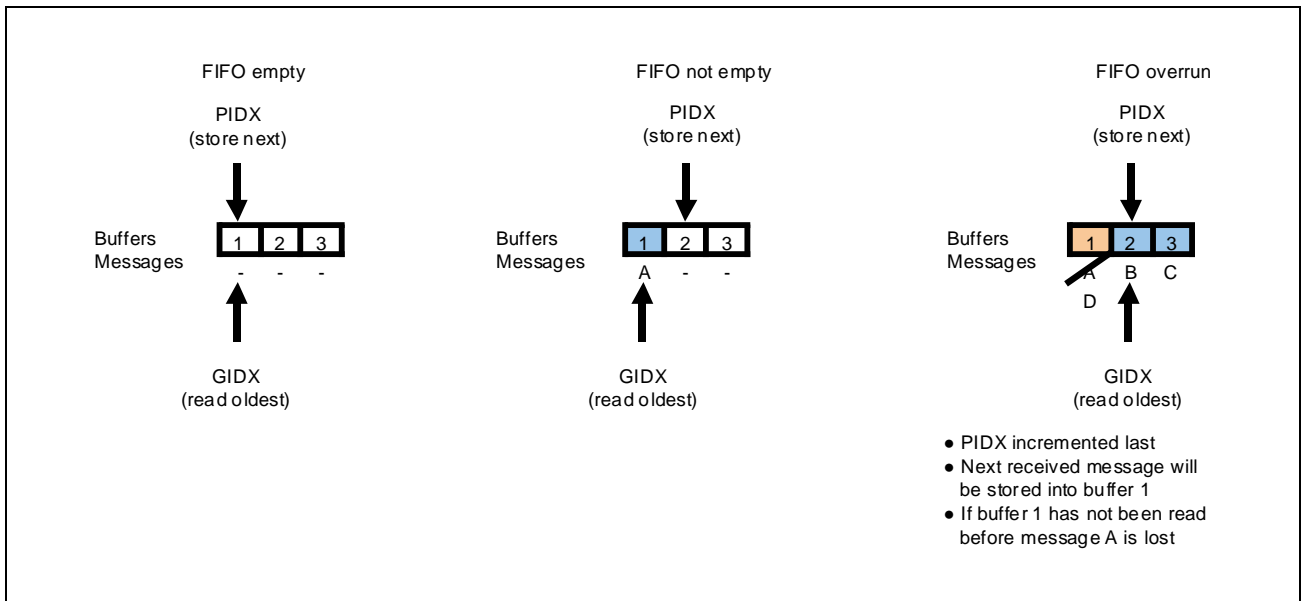 FIFO empty
PIDX
(store next)
Buffers
Messages
1 2 3
- - -
GIDX
(read oldest)
FIFO not empty
PIDX
(store next)
Buffers
Messages
1 2 3
A - -
GIDX
(read oldest)
FIFO overrun
PIDX
(store next)
Buffers
Messages
1 2 3
A B C
D
GIDX
(read oldest)
● PIDX incremented last
● Next received message will
be stored into buffer 1
● If buffer 1 has not been read
before message A is lost